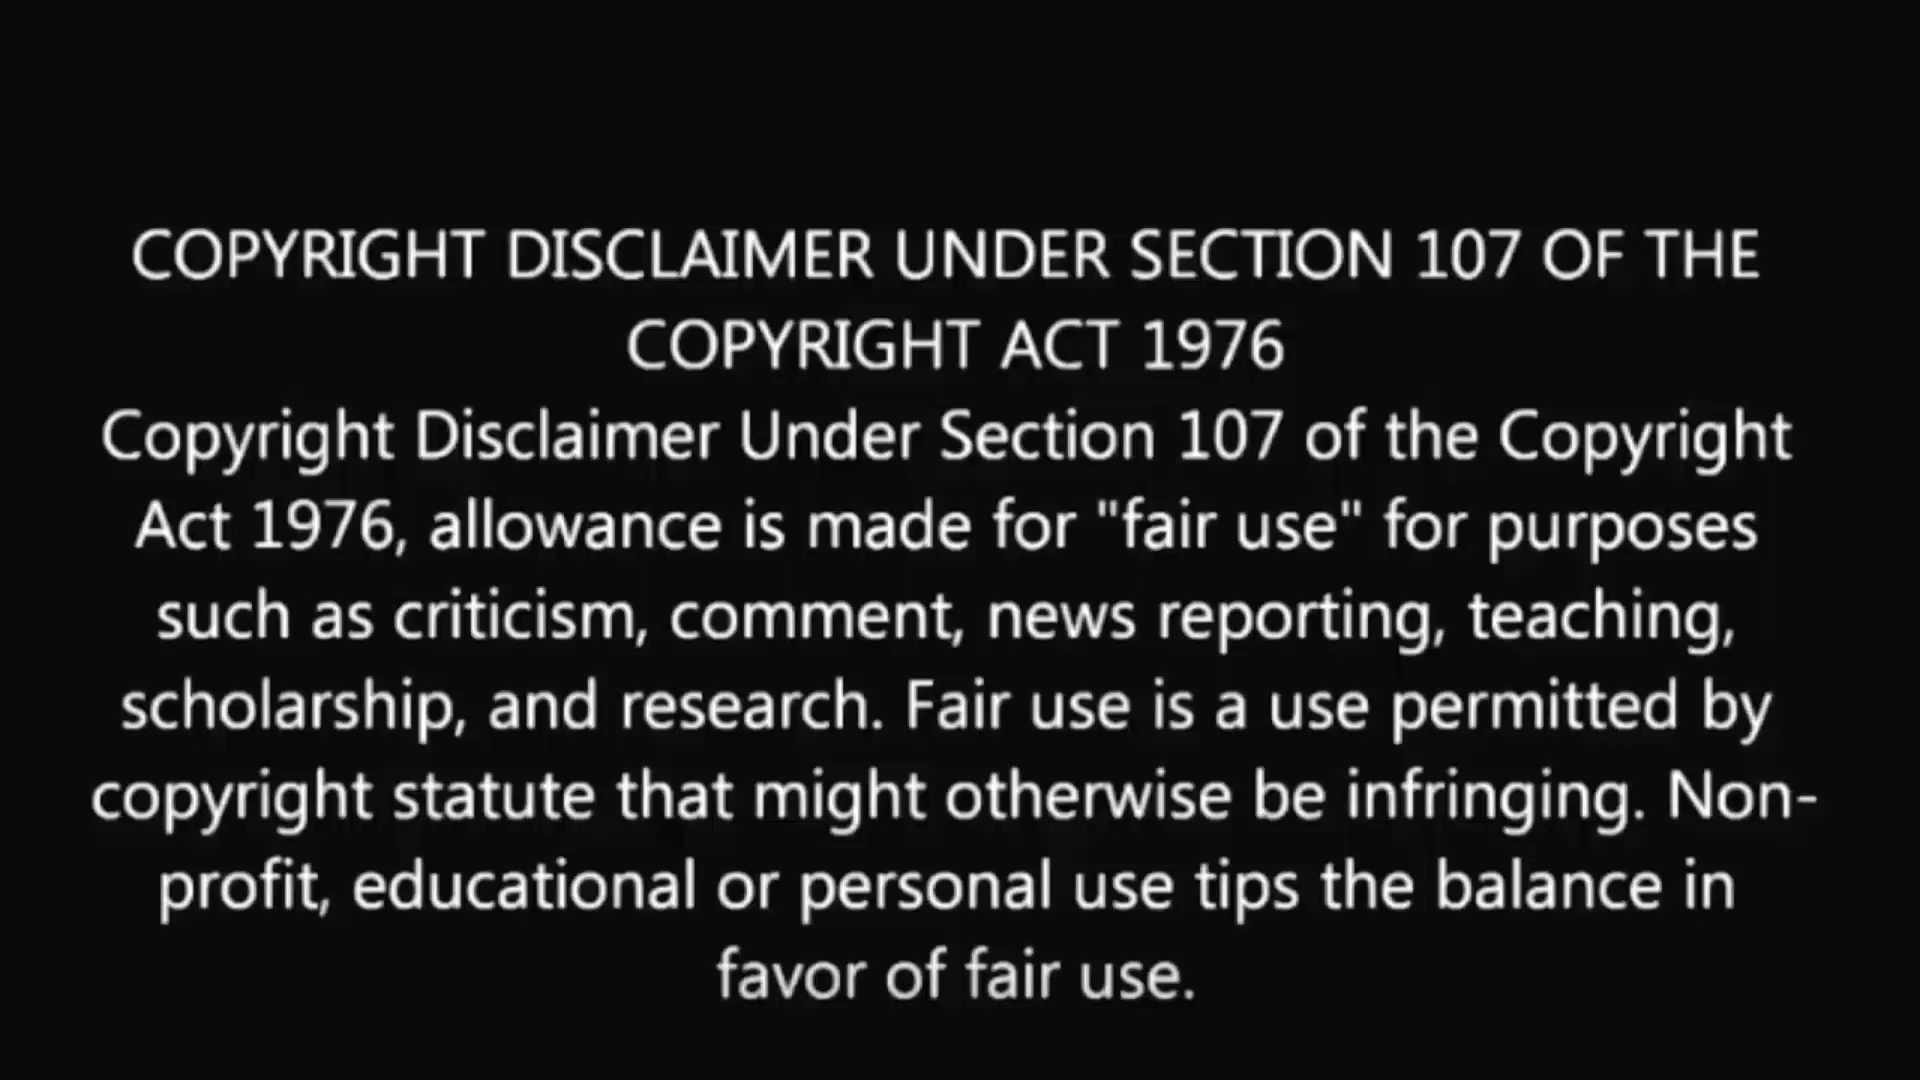 COPYRIGHT DISCLAIMER UNDER SECTION 107 OF THE
COPYRIGHT ACT 1976
Copyright Disclaimer Under Section 107 of the Copyright
Act 1976, allowance is made for "fair use" for purposes
such as criticism, comment, news reporting, teaching,
scholarship, and research. Fair use is a use permitted by
copyright statute that might otherwise be infringing. Non-
profit, educational or personal use tips the balance in
favor of fair use.